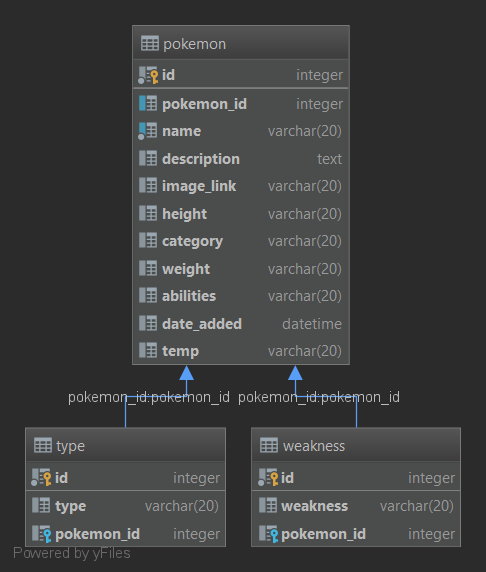 pokemon
id integer
pokemon_id integer
name varchar(20)
description text
image_link varchar(20)
height varchar(20)
category varchar(20)
weight varchar(20)
abilities varchar(20)
date_added datetime
temp varchar(20)
pokemon_id:pokemon_id pokemon_id:pokemon_id
type
id integer
type varchar(20)
pokemon_id integer
weakness
id integer
weakness varchar(20)
pokemon_id integer
Powered by yFiles